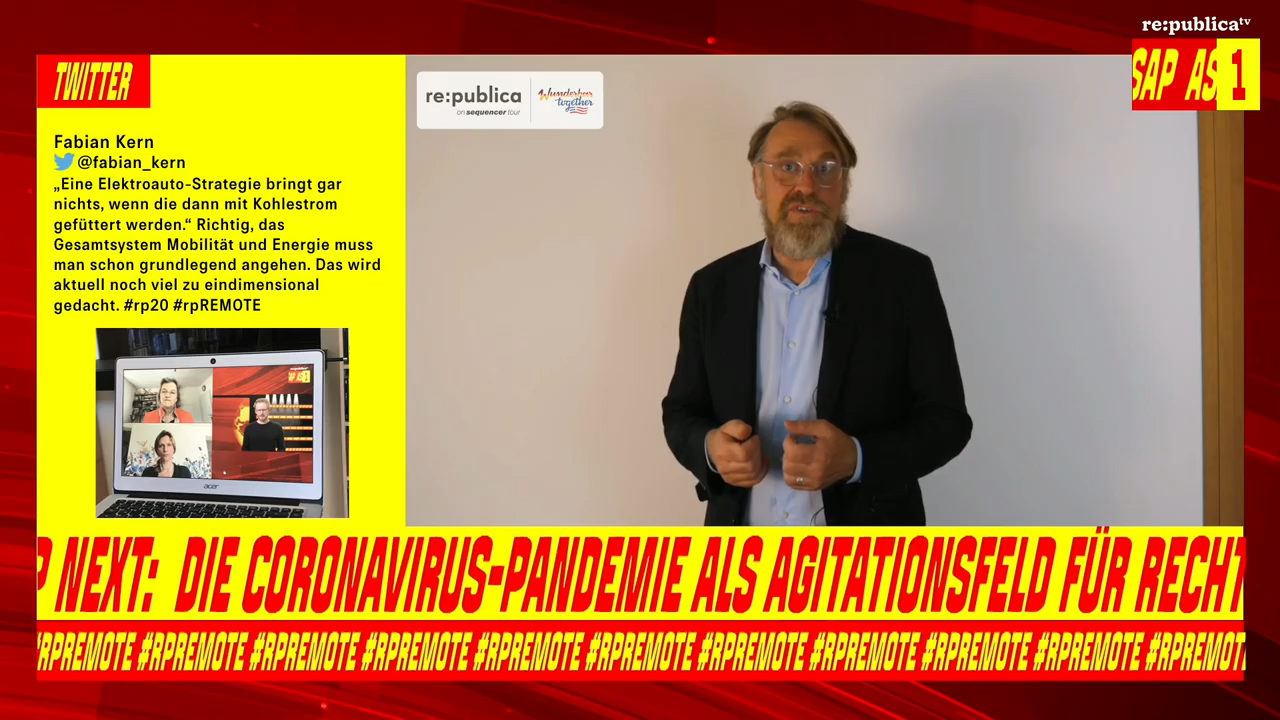 re:publica tv
SAP AS 1
TWITTER
re:publica
on sequencer tour
Wunderbar
together
Fabian Kern
@fabian_kern
„Eine Elektroauto-Strategie bringt gar
nichts, wenn die dann mit Kohlestrom
gefüttert werden.“ Richtig, das
Gesamtsystem Mobilität und Energie muss
man schon grundlegend angehen. Das wird
aktuell noch viel zu eindimensional
gedacht. #rp20 #rpREMOTE
acer
P NEXT: DIE CORONAVIRUS-PANDEMIE ALS AGITATIONSFELD FÜR RECHT
#RPREMOTE #RPREMOTE #RPREMOTE #RPREMOTE #RPREMOTE #RPREMOTE #RPREMOTE #RPREMOTE #RPREMOTE #RPREMOTE #RPREMOT